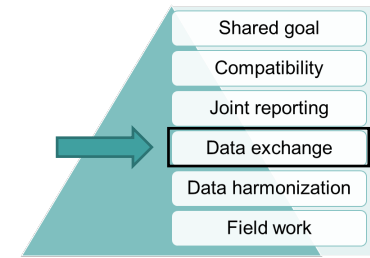 Shared goal
Compatibility
Joint reporting
Data exchange
Data harmonization
Field work